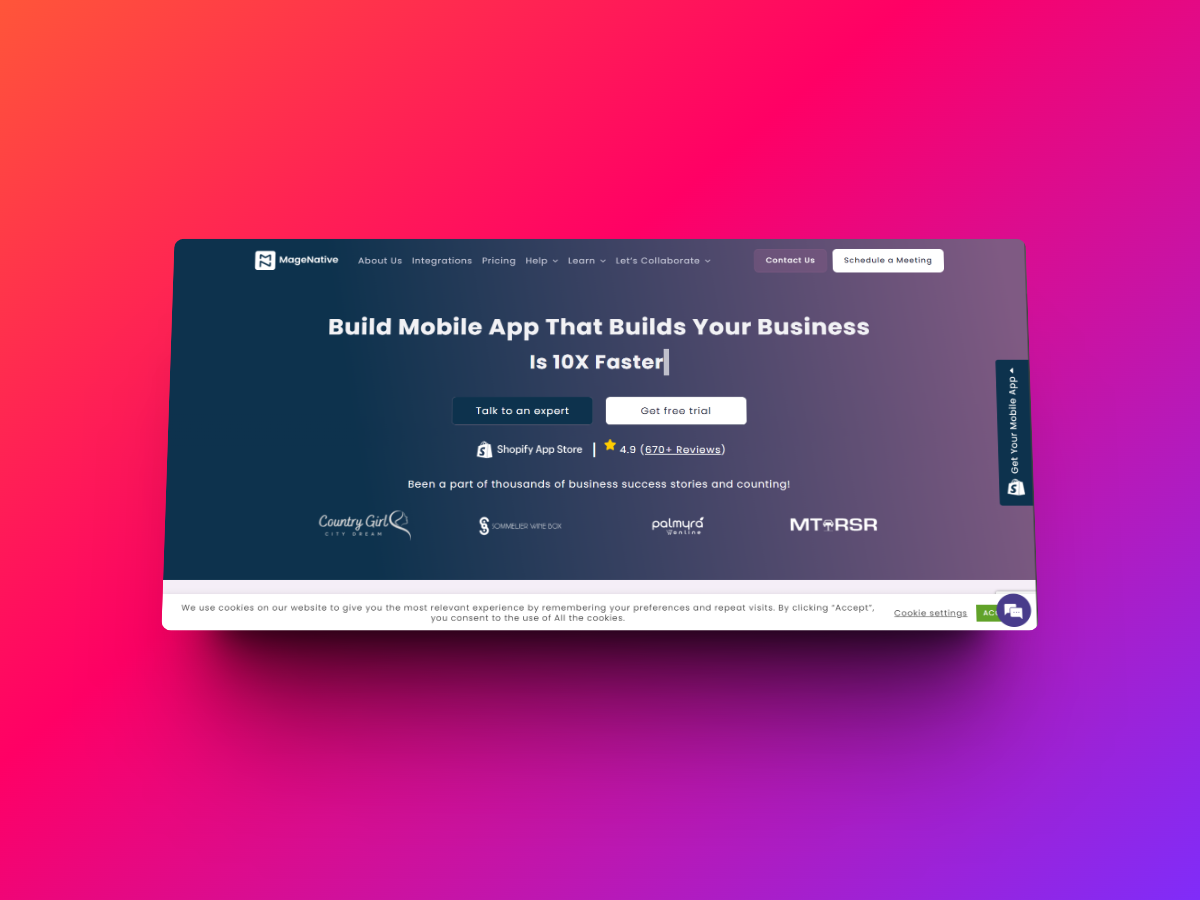 MageNative
About Us Integrations Pricing Help Learn Let's Collaborate
Contact Us
Schedule a Meeting
Build Mobile App That Builds Your Business
Is 10X Faster
Talk to an expert
Get free trial
Shopify App Store | 4.9 (670+ Reviews)
Get Your Mobile App
Been a part of thousands of business success stories and counting!
Country Girl
CITY DREAM
SOMMELIER WINE BOX
palmyra
MT RSR
We use cookies on our website to give you the most relevant experience by remembering your preferences and repeat visits. By clicking "Accept",
you consent to the use of All the cookies.
Cookie settings